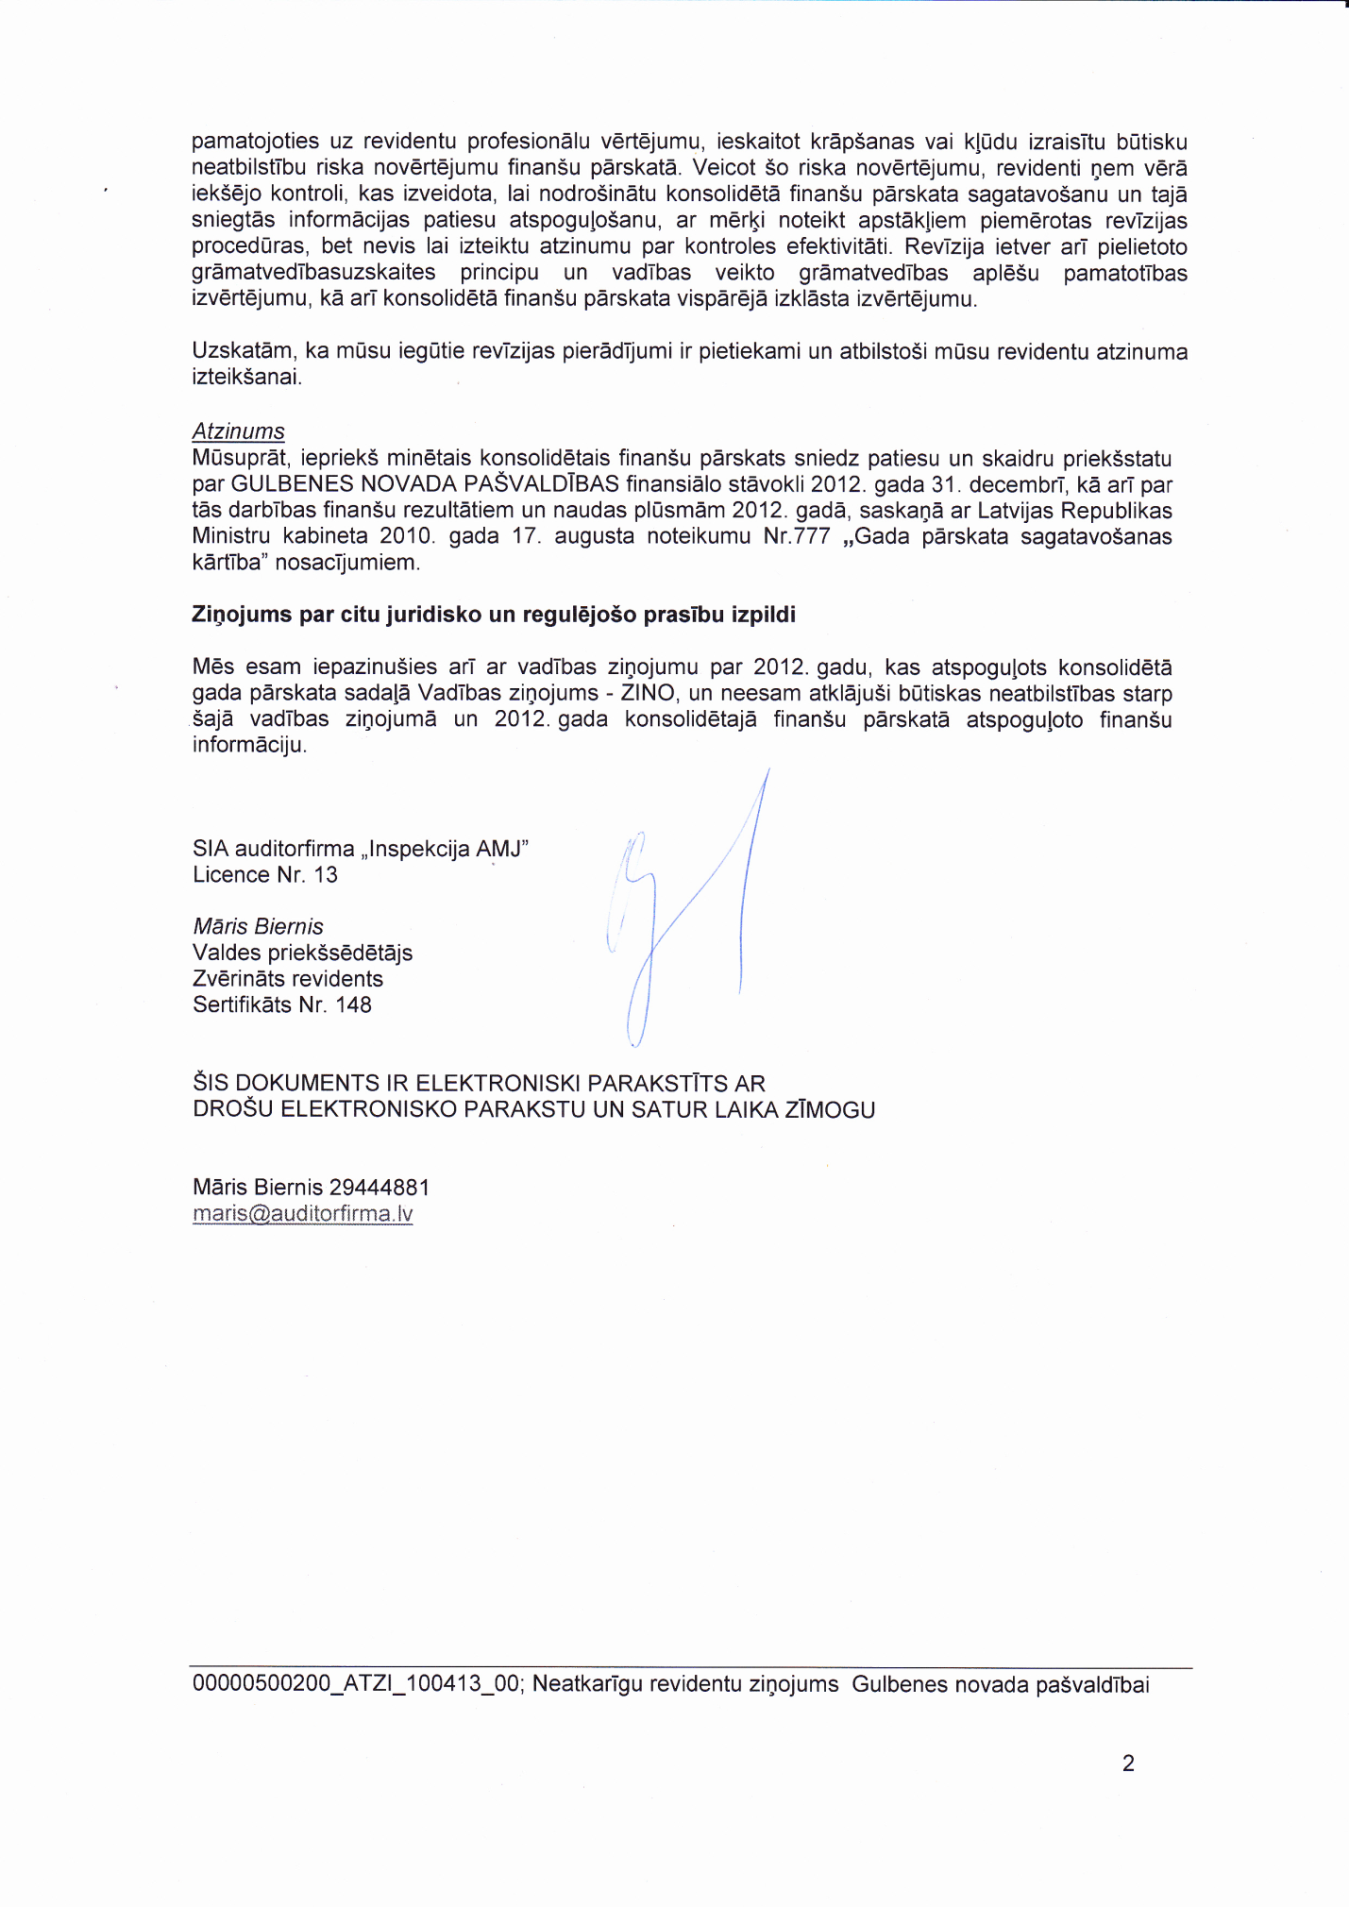 pamatojoties uz revidentu profesionālu vērtējumu, ieskaitot krāpšanas vai kļūdu izraisītu būtisku
neatbilstību riska novērtējumu finanšu pārskatā. Veicot šo riska novērtējumu, revidenti ņem vērā
iekšējo kontroli, kas izveidota, lai nodrošinātu konsolidētā finanšu pārskata sagatavošanu un tajā
sniegtās informācijas patiesu atspoguļošanu, ar mērķi noteikt apstākļiem piemērotas revīzijas
procedūras, bet nevis lai izteiktu atzinumu par kontroles efektivitāti. Revīzija ietver arī pielietoto
grāmatvedībasuzskaites principu un vadības veikto grāmatvedības aplēšu pamatotības
izvērtējumu, kā arī konsolidētā finanšu pārskata vispārējā izklāsta izvērtējumu.
Uzskatām, ka mūsu iegūtie revīzijas pierādījumi ir pietiekami un atbilstoši mūsu revidentu atzinuma
izteikšanai.
Atzinums
Mūsuprāt, iepriekš minētais konsolidētais finanšu pārskats sniedz patiesu un skaidru priekšstatu
par GULBENES NOVADA PAŠVALDĪBAS finansiālo stāvokli 2012. gada 31. decembrī, kā arī par
tās darbības finanšu rezultātiem un naudas plūsmām 2012. gadā, saskaņā ar Latvijas Republikas
Ministru kabineta 2010. gada 17. augusta noteikumu Nr.777 „Gada pārskata sagatavošanas
kārtība” nosacījumiem.
Ziņojums par citu juridisko un regulējošo prasību izpildi
Mēs esam iepazinušies arī ar vadības ziņojumu par 2012. gadu, kas atspoguļots konsolidētā
gada pārskata sadaļā Vadības ziņojums - ZINO, un neesam atklājuši būtiskas neatbilstības starp
šajā vadības ziņojumā un 2012. gada konsolidētajā finanšu pārskatā atspoguļoto finanšu
informāciju.
SIA auditorfirma „Inspekcija AMJ”
Licence Nr. 13
Māris Biernis
Valdes priekšsēdētājs
Zvērināts revidents
Sertifikāts Nr. 148
ŠIS DOKUMENTS IR ELEKTRONISKI PARAKSTĪTS AR
DROŠU ELEKTRONISKO PARAKSTU UN SATUR LAIKA ZĪMOGU
Māris Biernis 29444881
maris@auditorfirma.lv
00000500200_ATZI_100413_00; Neatkarīgu revidentu ziņojums Gulbenes novada pašvaldībai
2